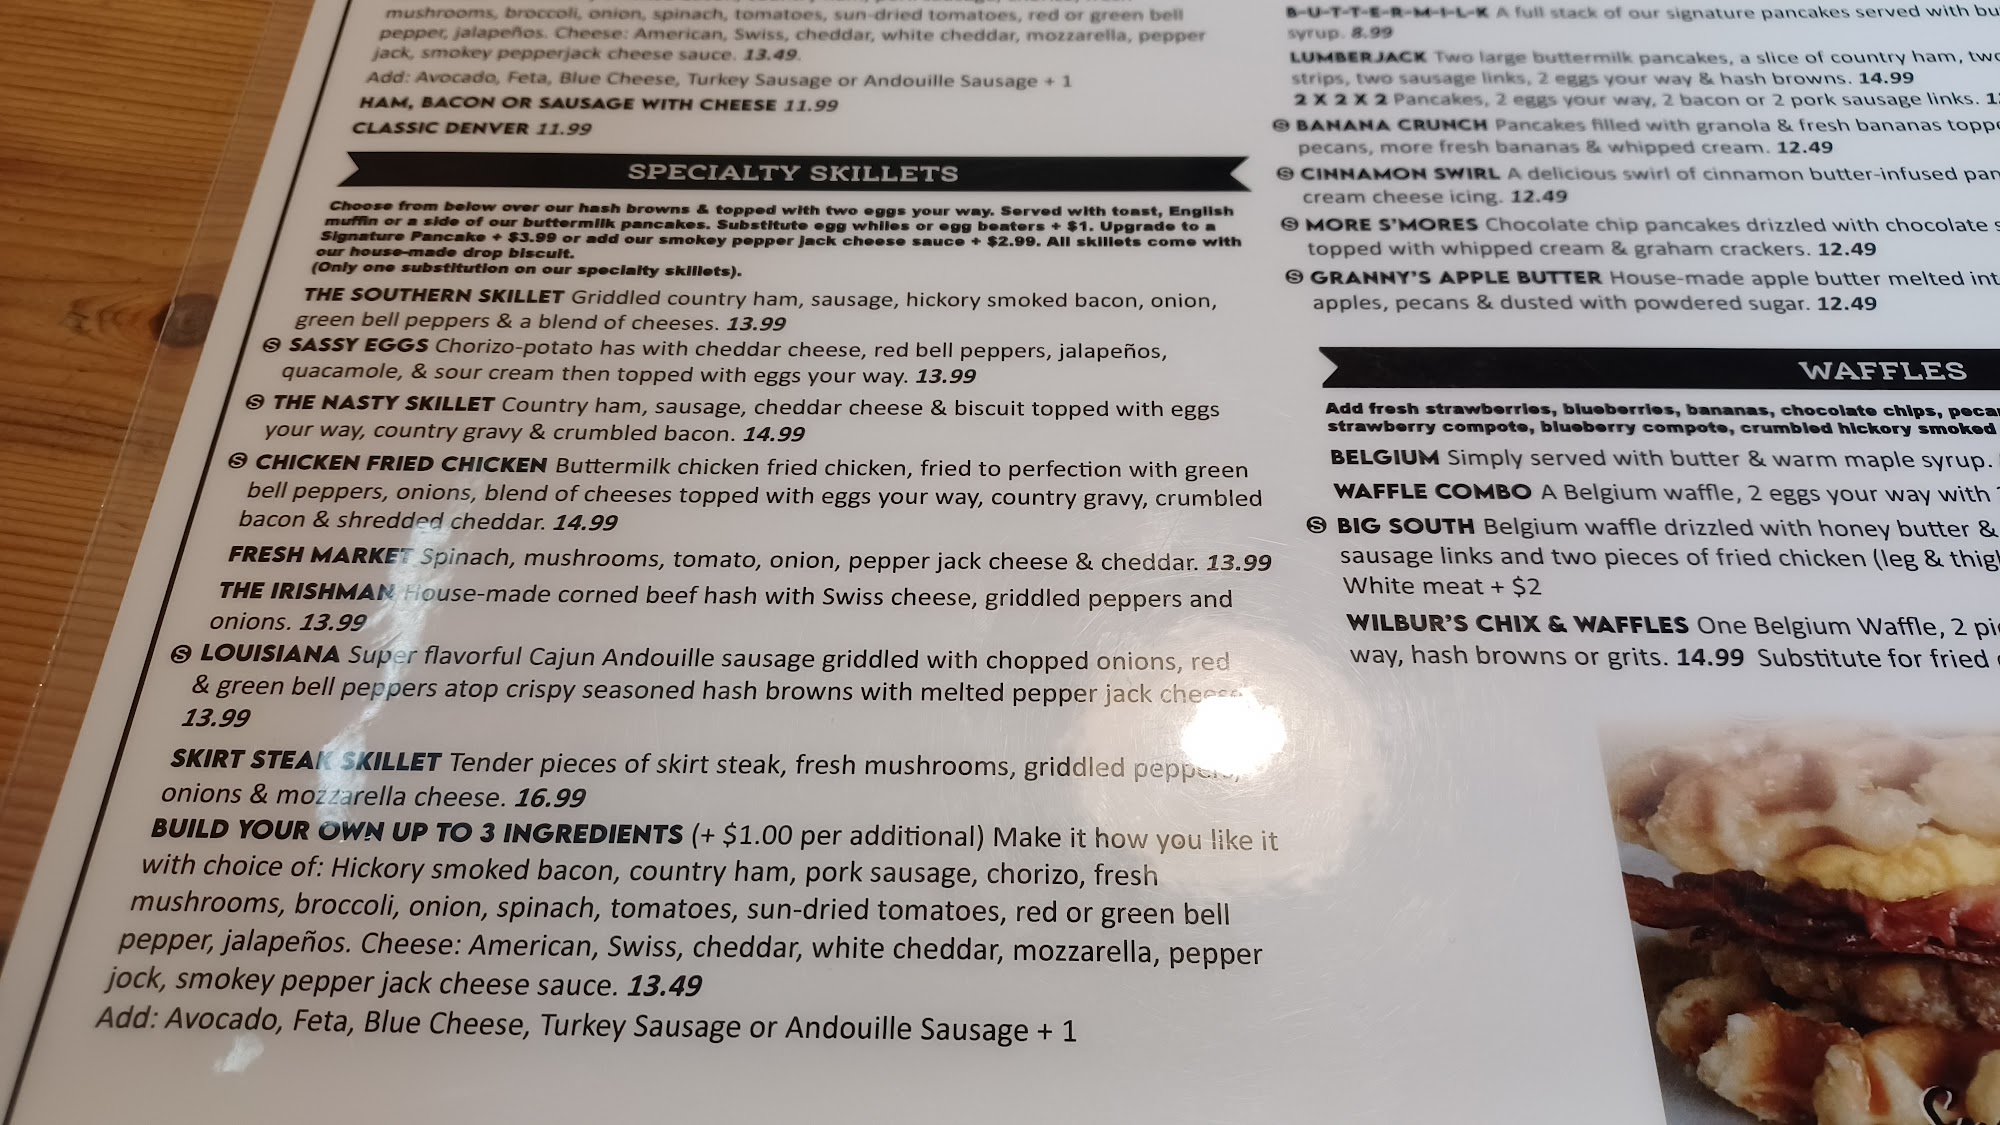 mushrooms, broccoli, onion, spinach, tomatoes, sun-dried tomatoes, red or green bell
pepper, jalapeños. Cheese: American, Swiss, cheddar, white cheddar, mozzarella, pepper
jack, smokey pepperjack cheese sauce. 13.49.
Add: Avocado, Feta, Blue Cheese, Turkey Sausage or Andouille Sausage + 1
HAM, BACON OR SAUSAGE WITH CHEESE 11.99
CLASSIC DENVER 11.99
SPECIALTY SKILLETS
Choose from below over our hash browns & topped with two eggs your way. Served with toast, English
muffin or a side of our buttermilk pancakes. Substitute egg whiles or egg beaters + $1. Upgrade to a
Signature Pancake + $3.99 or add our smokey pepper jack cheese sauce + $2.99. All skillets come with
our house-made drop biscuit.
(Only one substitution on our specialty skillets).
THE SOUTHERN SKILLET Griddled country ham, sausage, hickory smoked bacon, onion,
green bell peppers & a blend of cheeses. 13.99
Ⓢ SASSY EGGS Chorizo-potato has with cheddar cheese, red bell peppers, jalapeños,
quacamole, & sour cream then topped with eggs your way. 13.99
Ⓢ THE NASTY SKILLET Country ham, sausage, cheddar cheese & biscuit topped with eggs
your way, country gravy & crumbled bacon. 14.99
Ⓢ CHICKEN FRIED CHICKEN Buttermilk chicken fried chicken, fried to perfection with green
bell peppers, onions, blend of cheeses topped with eggs your way, country gravy, crumbled
bacon & shredded cheddar. 14.99
FRESH MARKET Spinach, mushrooms, tomato, onion, pepper jack cheese & cheddar. 13.99
THE IRISHMAN House-made corned beef hash with Swiss cheese, griddled peppers and
onions. 13.99
Ⓢ LOUISIANA Super flavorful Cajun Andouille sausage griddled with chopped onions, red
& green bell peppers atop crispy seasoned hash browns with melted pepper jack cheese.
13.99
SKIRT STEAK SKILLET Tender pieces of skirt steak, fresh mushrooms, griddled peppers,
onions & mozzarella cheese. 16.99
BUILD YOUR OWN UP TO 3 INGREDIENTS (+ $1.00 per additional) Make it how you like it
with choice of: Hickory smoked bacon, country ham, pork sausage, chorizo, fresh
mushrooms, broccoli, onion, spinach, tomatoes, sun-dried tomatoes, red or green bell
pepper, jalapeños. Cheese: American, Swiss, cheddar, white cheddar, mozzarella, pepper
jock, smokey pepper jack cheese sauce. 13.49
Add: Avocado, Feta, Blue Cheese, Turkey Sausage or Andouille Sausage + 1
B-U-T-T-E-R-M-I-L-K A full stack of our signature pancakes served with
syrup. 8.99
LUMBERJACK Two large buttermilk pancakes, a slice of country ham, two
strips, two sausage links, 2 eggs your way & hash browns. 14.99
2 X 2 X 2 Pancakes, 2 eggs your way, 2 bacon or 2 pork sausage links.
Ⓢ BANANA CRUNCH Pancakes filled with granola & fresh bananas
pecans, more fresh bananas & whipped cream. 12.49
Ⓢ CINNAMON SWIRL A delicious swirl of cinnamon butter-infused
cream cheese icing. 12.49
Ⓢ MORE S'MORES Chocolate chip pancakes drizzled with chocolate
topped with whipped cream & graham crackers. 12.49
Ⓢ GRANNY'S APPLE BUTTER House-made apple butter melted
apples, pecans & dusted with powdered sugar. 12.49
WAFFLES
Add fresh strawberries, blueberries, bananas, chocolate chips,
strawberry compote, blueberry compote, crumbled hickory smoked
BELGIUM Simply served with butter & warm maple syrup.
WAFFLE COMBO A Belgium waffle, 2 eggs your way with
Ⓢ BIG SOUTH Belgium waffle drizzled with honey butter &
sausage links and two pieces of fried chicken (leg &
White meat + $2
WILBUR'S CHIX & WAFFLES One Belgium Waffle, 2
way, hash browns or grits. 14.99 Substitute for fried